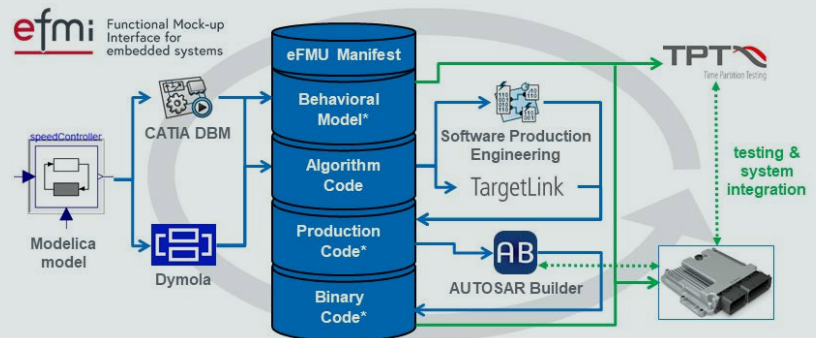 efmi
Functional Mock-up
Interface for
embedded systems
speedController
Modelica
model
CATIA DBM
Dymola
eFMU Manifest
Behavioral
Model*
Algorithm
Code
Production
Code*
Binary
Code*
Software Production
Engineering
TargetLink
AB
AUTOSAR Builder
TPT
Time Partition Testing
testing &
system
integration